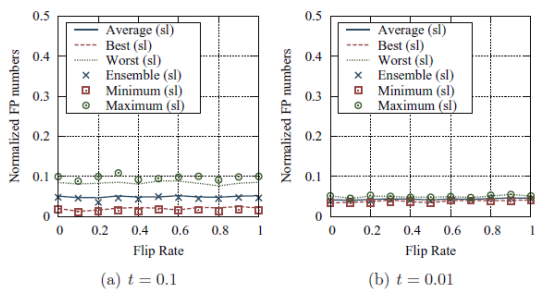 0.5
0.4
0.3
0.2
0.1
0
0 0.2 0.4 0.6 0.8 1
Normalized FP numbers
Flip Rate
Average (sl)
Best (sl)
Worst (sl)
Ensemble (sl)
Minimum (sl)
Maximum (sl)
(a) t = 0.1
0.5
0.4
0.3
0.2
0.1
0
0 0.2 0.4 0.6 0.8 1
Normalized FP numbers
Flip Rate
Average (sl)
Best (sl)
Worst (sl)
Ensemble (sl)
Minimum (sl)
Maximum (sl)
(b) t = 0.01